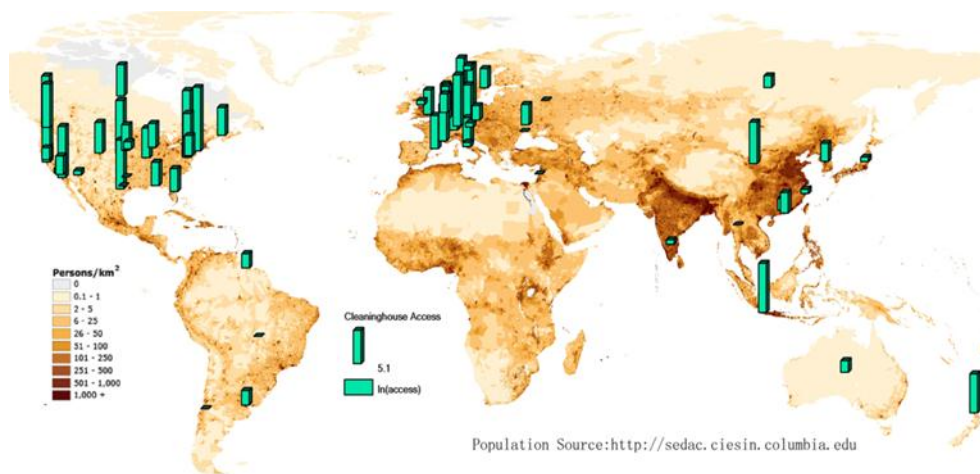 Persons/km²
0
0.1 - 1
2 - 5
6 - 25
26 - 50
51 - 100
101 - 250
251 - 500
501 - 1,000
1,000 +
Cleaninghouse Access
5.1
ln(access)
Population Source:http://sedac.ciesin.columbia.edu